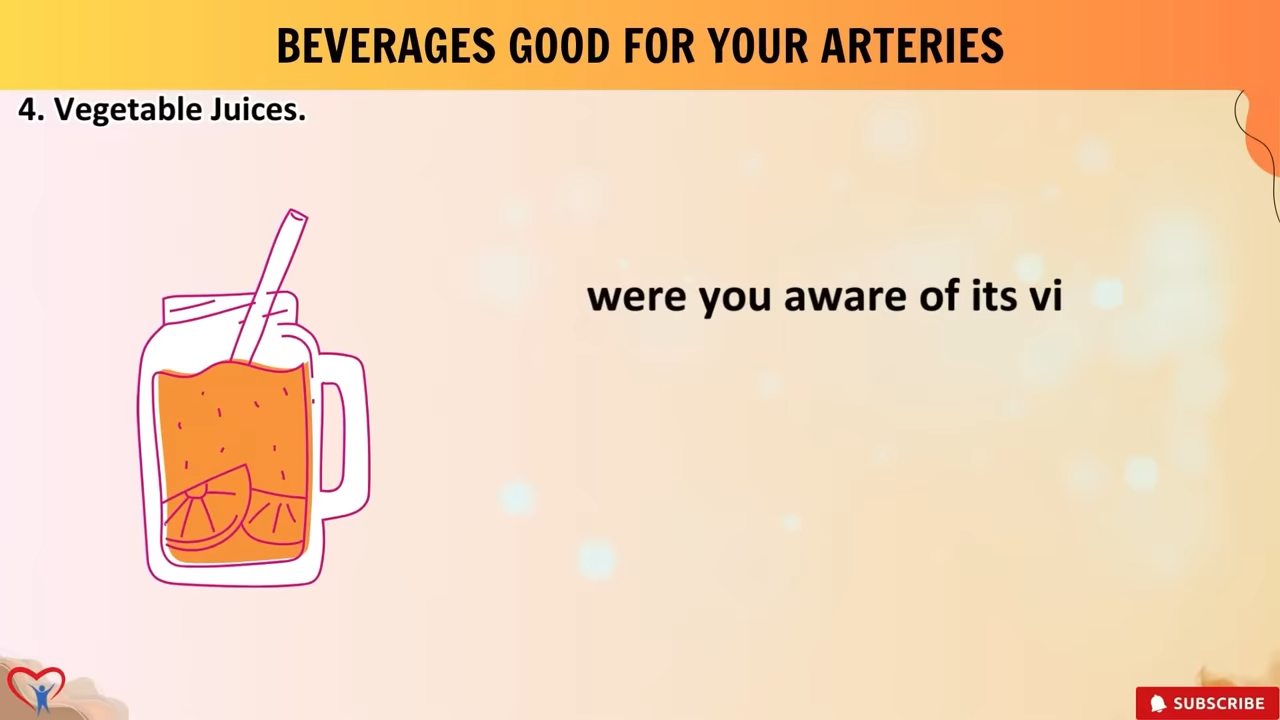 BEVERAGES GOOD FOR YOUR ARTERIES
4. Vegetable Juices.
were you aware of its vi
SUBSCRIBE